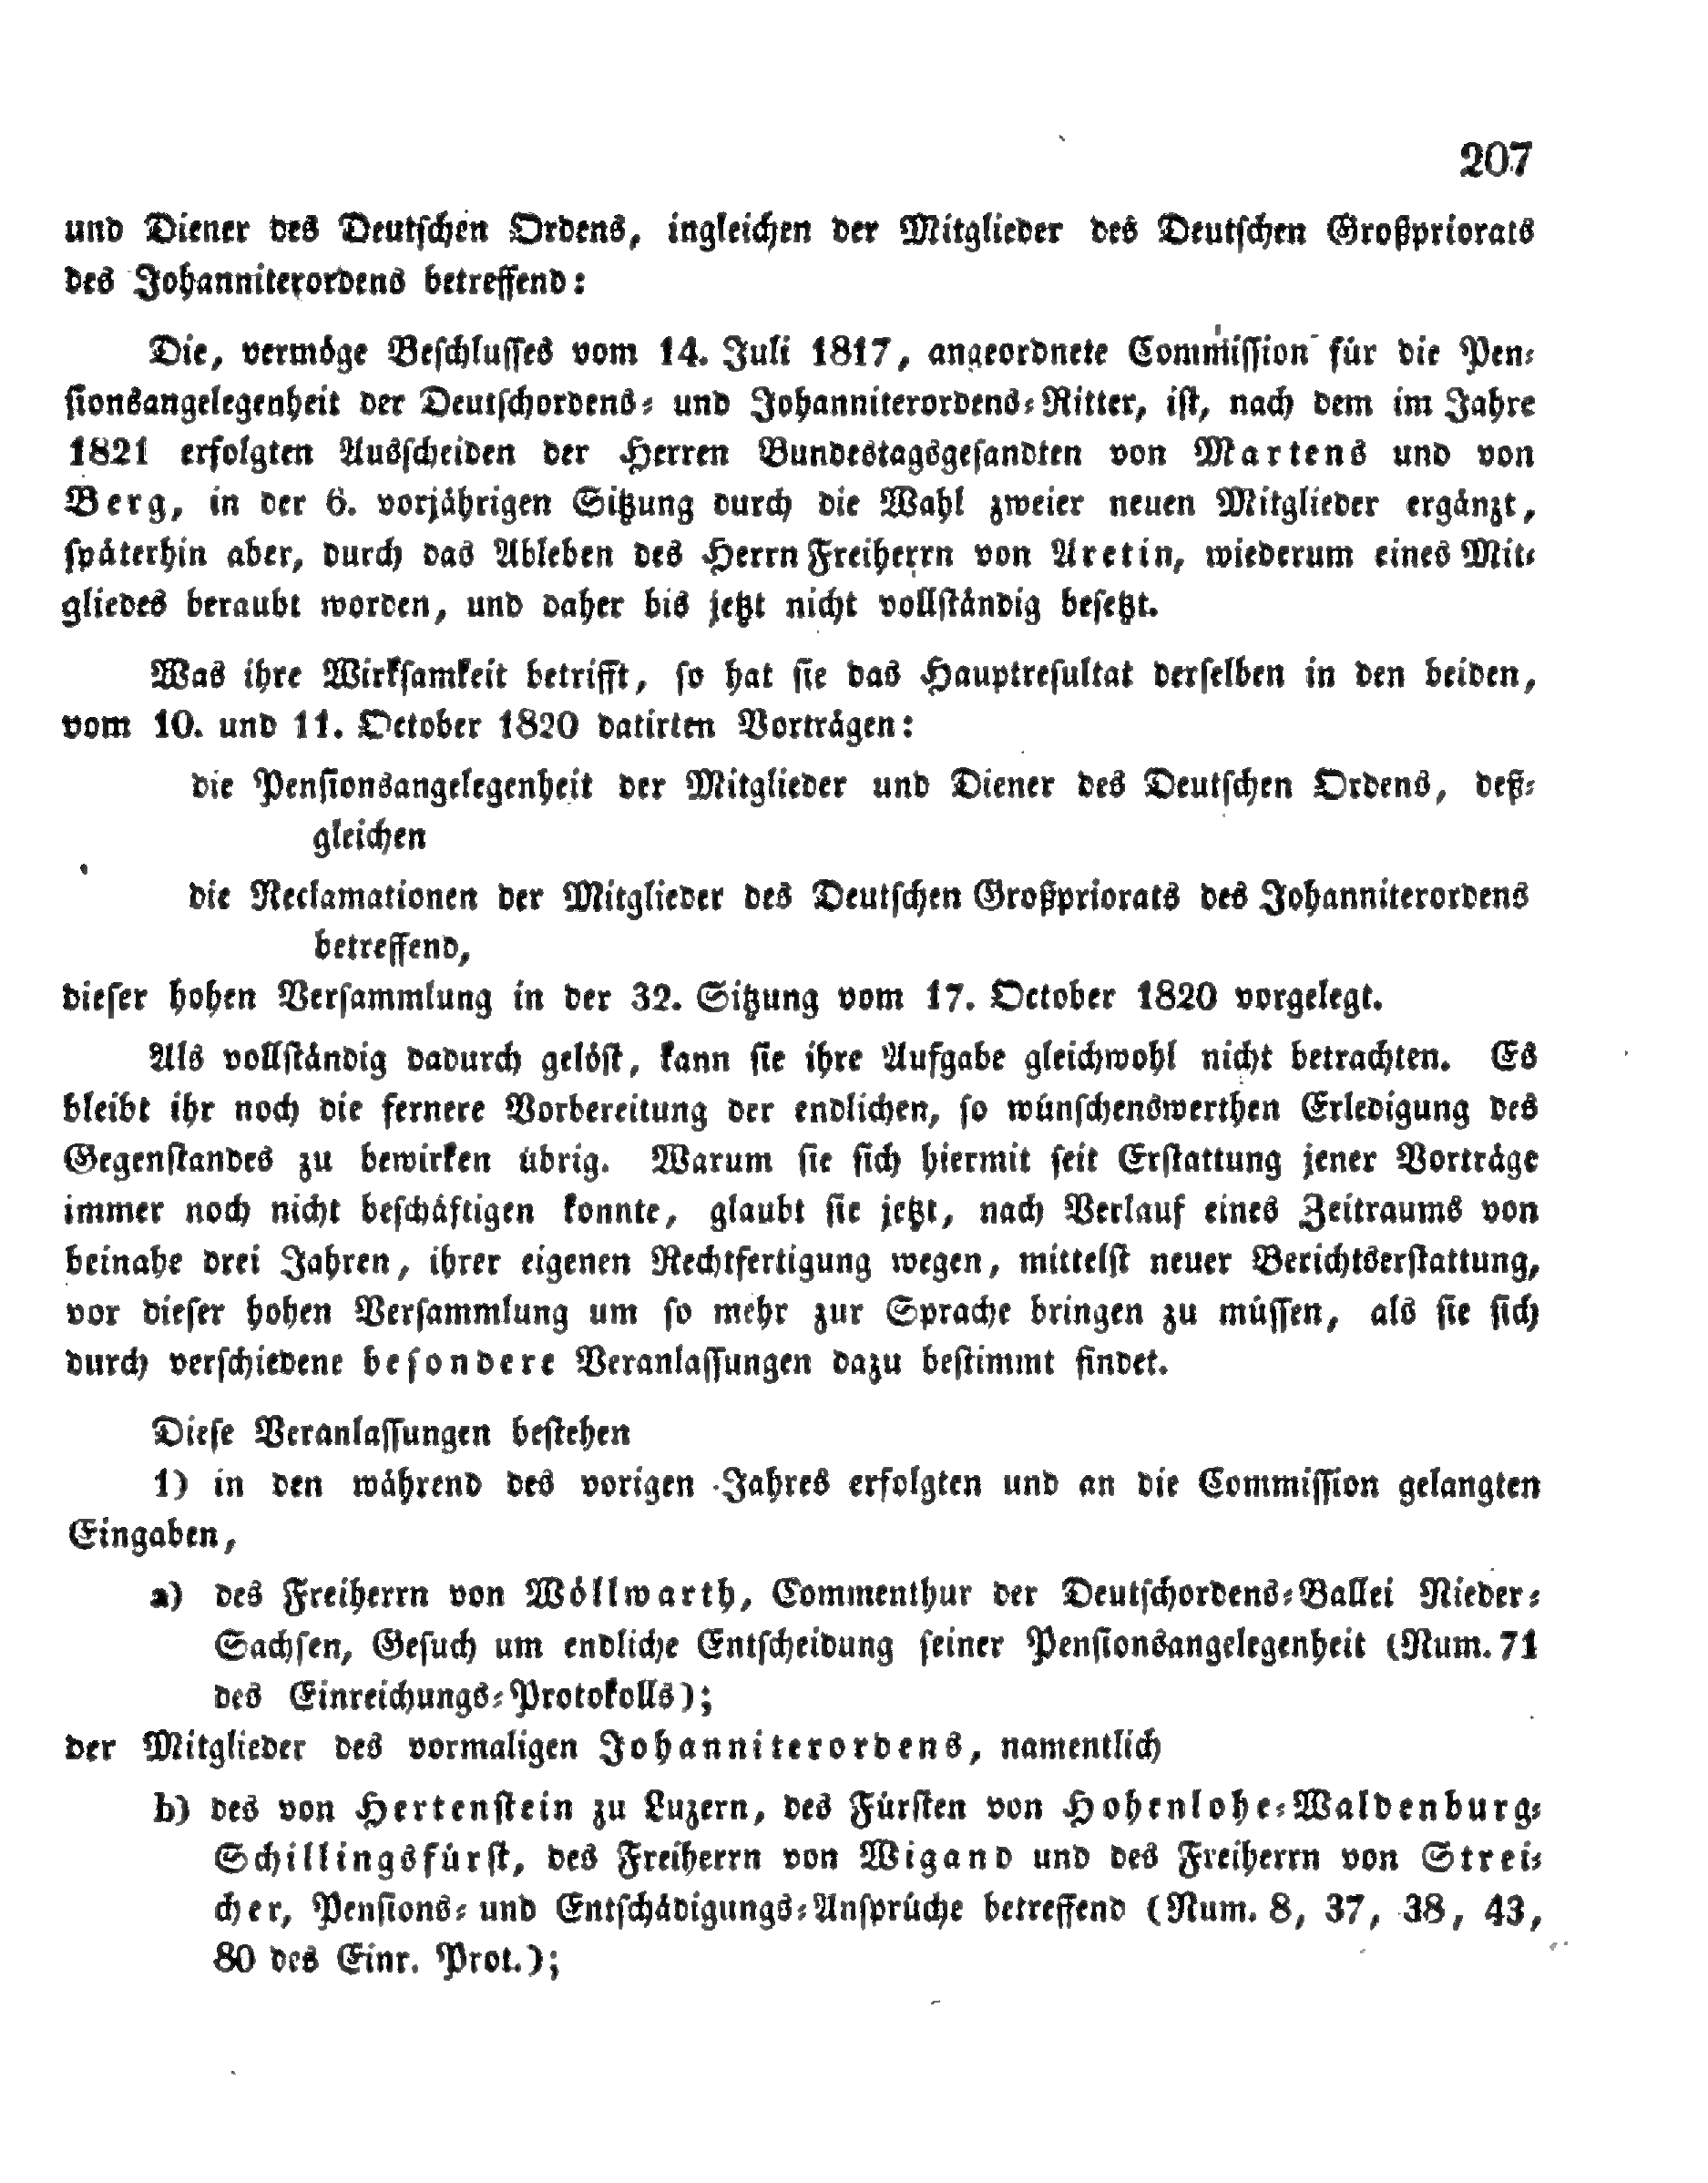 207
und Diener des Deutschen Ordens, ingleichen der Mitglieder des Deutschen Großpriorats
des Johanniterordens betreffend:
Die, vermöge Beschlusses vom 14. Juli 1817, angeordnete Commission für die Pen-
sionsangelegenheit der Deutschordens- und Johanniterordens-Ritter, ist, nach dem im Jahre
1821 erfolgten Ausscheiden der Herren Bundestagsgesandten von Martens und von
Berg, in der 6. vorjährigen Sitzung durch die Wahl zweier neuen Mitglieder ergänzt,
späterhin aber, durch das Ableben des Herrn Freiherrn von Aretin, wiederum eines Mit-
gliedes beraubt worden, und daher bis jetzt nicht vollständig besetzt.
Was ihre Wirksamkeit betrifft, so hat sie das Hauptresultat derselben in den beiden,
vom 10. und 11. October 1820 datirten Vorträgen:
die Pensionsangelegenheit der Mitglieder und Diener des Deutschen Ordens, deß-
gleichen
die Reclamationen der Mitglieder des Deutschen Großpriorats des Johanniterordens
betreffend,
dieser hohen Versammlung in der 32. Sitzung vom 17. October 1820 vorgelegt.
Als vollständig dadurch gelöst, kann sie ihre Aufgabe gleichwohl nicht betrachten. Es
bleibt ihr noch die fernere Vorbereitung der endlichen, so wünschenswerthen Erledigung des
Gegenstandes zu bewirken übrig. Warum sie sich hiermit seit Erstattung jener Vorträge
immer noch nicht beschäftigen konnte, glaubt sie jetzt, nach Verlauf eines Zeitraums von
beinahe drei Jahren, ihrer eigenen Rechtfertigung wegen, mittelst neuer Berichtserstattung,
vor dieser hohen Versammlung um so mehr zur Sprache bringen zu müssen, als sie sich
durch verschiedene besondere Veranlassungen dazu bestimmt findet.
Diese Veranlassungen bestehen
1) in den während des vorigen Jahres erfolgten und an die Commission gelangten
Eingaben,
a) des Freiherrn von Wöllwarth, Commenthur der Deutschordens-Ballei Nieder-
Sachsen, Gesuch um endliche Entscheidung seiner Pensionsangelegenheit (Num. 71
des Einreichungs-Protokolls);
der Mitglieder des vormaligen Johanniterordens, namentlich
b) des von Hertenstein zu Luzern, des Fürsten von Hohenlohe-Waldenburg-
Schillingsfürst, des Freiherrn von Wigand und des Freiherrn von Strei-
cher, Pensions- und Entschädigungs-Ansprüche betreffend (Num. 8, 37, 38, 43,
80 des Einr. Prot.);